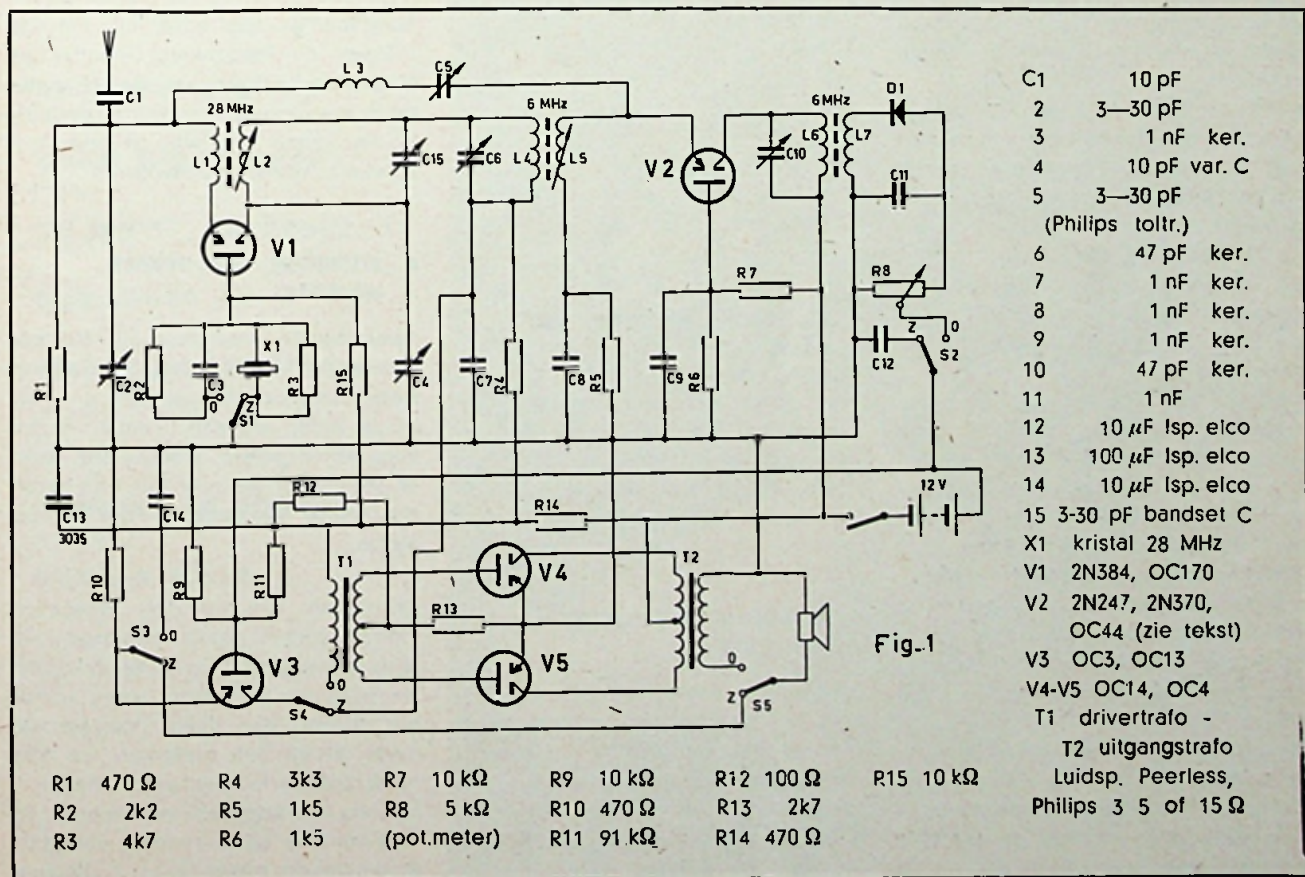 C1
L 3
C5
28 MHz
6 MHz
6MHz
D1
L1
L2
C15
C6
L4
L5
V2
C10
L6
L7
C11
V1
R7
R8
X1
O
S2
Z
C12
R1
C2
R2
C3
R3
R15
C4
C7
R4
C8
R5
C9
R6
O
Z
S1
C13
3035
C14
R12
R14
12 V
R10
R9
R11
T1
V4
T2
R13
S3
O
Z
V3
O
Z
S4
V5
O
Z
S5
Fig_1
C1 10 pF
2 3—30 pF
3 1 nF ker.
4 10 pF var. C
5 3—30 pF
(Philips toltr.)
6 47 pF ker.
7 1 nF ker.
8 1 nF ker.
9 1 nF ker.
10 47 pF ker.
11 1 nF
12 10 µF lsp. elco
13 100 µF lsp. elco
14 10 µF lsp. elco
15 3-30 pF bandset C
X1 kristal 28 MHz
V1 2N384, OC170
V2 2N247, 2N370,
OC44 (zie tekst)
V3 OC3, OC13
V4-V5 OC14, OC4
T1 drivertrafo -
T2 uitgangstrafo
Luidsp. Peerless,
Philips 3 5 of 15 Ω
R1 470 Ω R4 3k3 R7 10 kΩ R9 10 kΩ R12 100 Ω R15 10 kΩ
R2 2k2 R5 1k5 R8 5 kΩ R10 470 Ω R13 2k7
R3 4k7 R6 1k5 (pot.meter) R11 91 kΩ R14 470 Ω